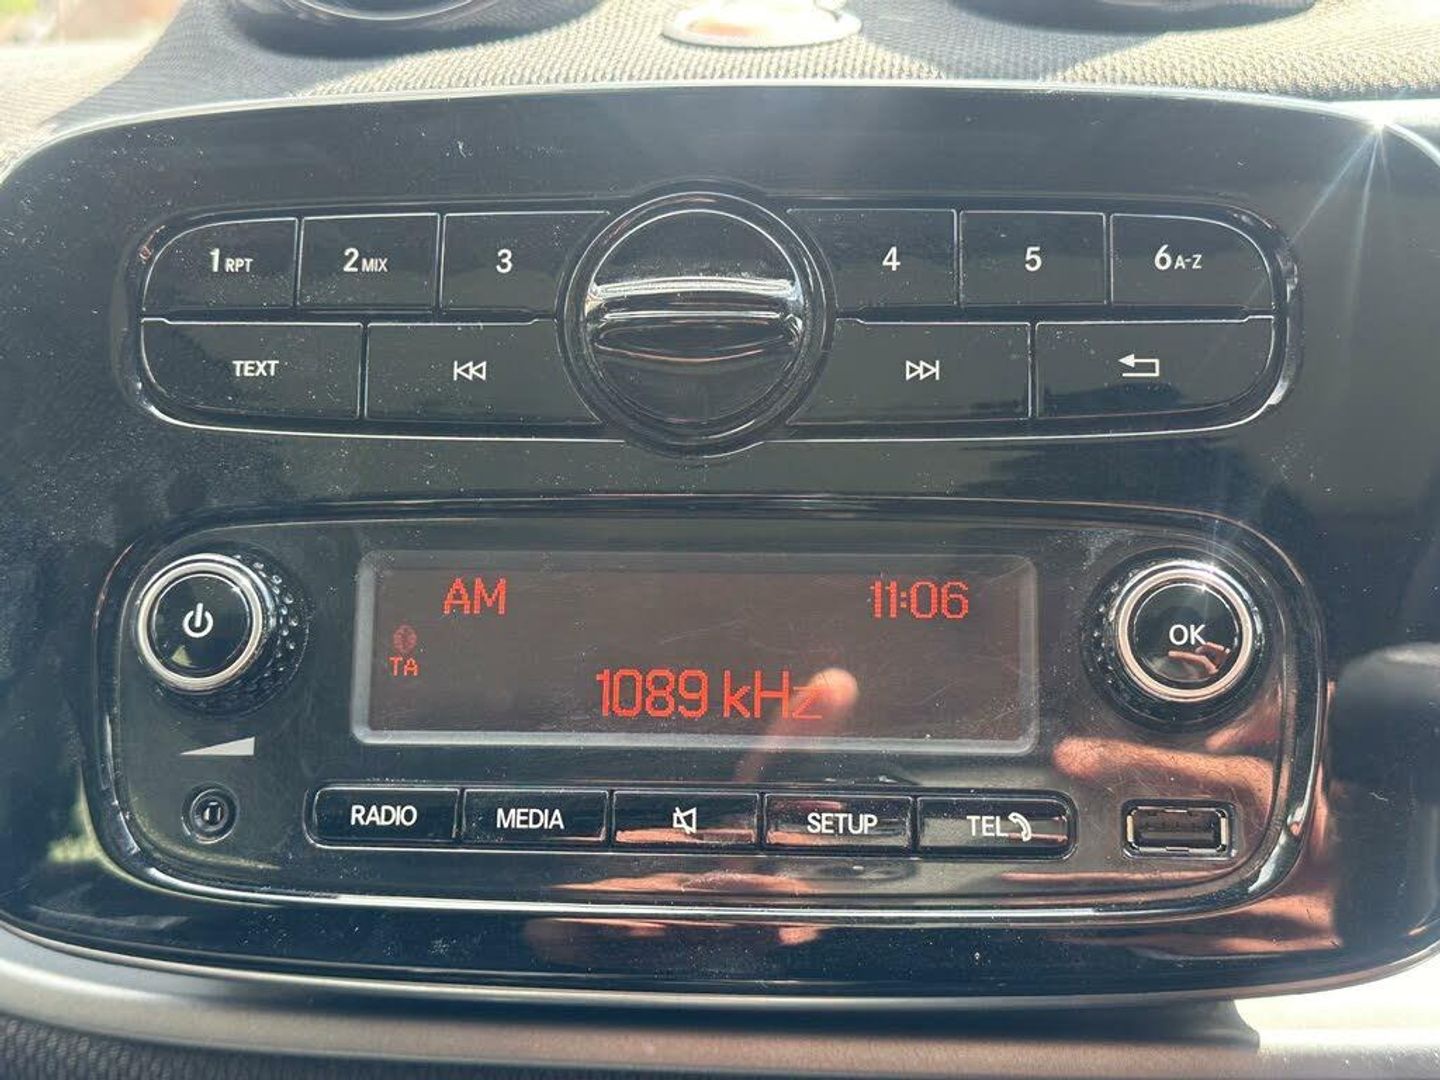 1RPT 2MIX 3 4 5 6A-Z
TEXT
AM 11:06
TA
1089 kHz
OK
RADIO MEDIA SETUP TEL